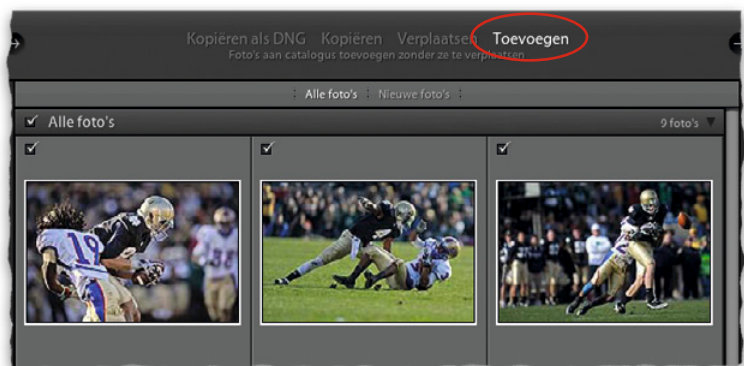 Kopiëren als DNG Kopiëren Verplaatsen Toevoegen
Foto's aan catalogus toevoegen zonder ze te verplaatsen
Alle foto's Nieuwe foto's
Alle foto's 9 foto's
19